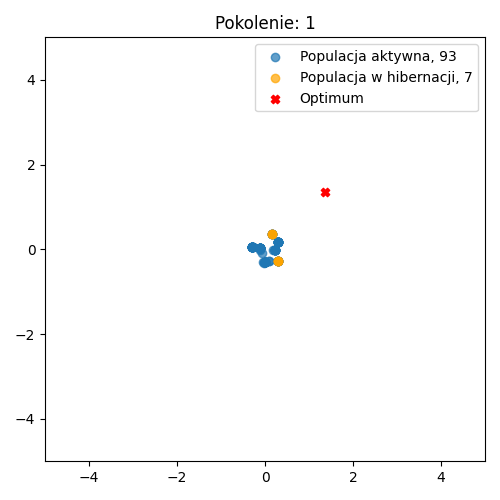 Pokolenie: 1
Populacja aktywna, 93
Populacja w hibernacji, 7
Optimum
4
2
0
−2
−4
−4
−2
0
2
4